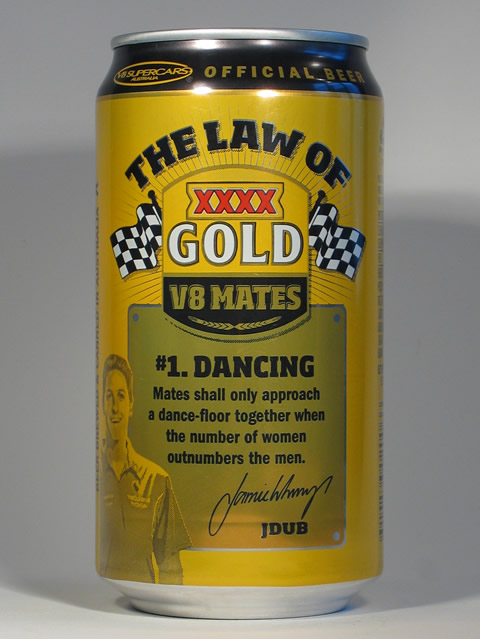 V8 SUPERCARS
AUSTRALIA
OFFICIAL BEER
THE LAW OF
XXXX
GOLD
V8 MATES
#1. DANCING
Mates shall only approach
a dance-floor together when
the number of women
outnumbers the men.
JDUB